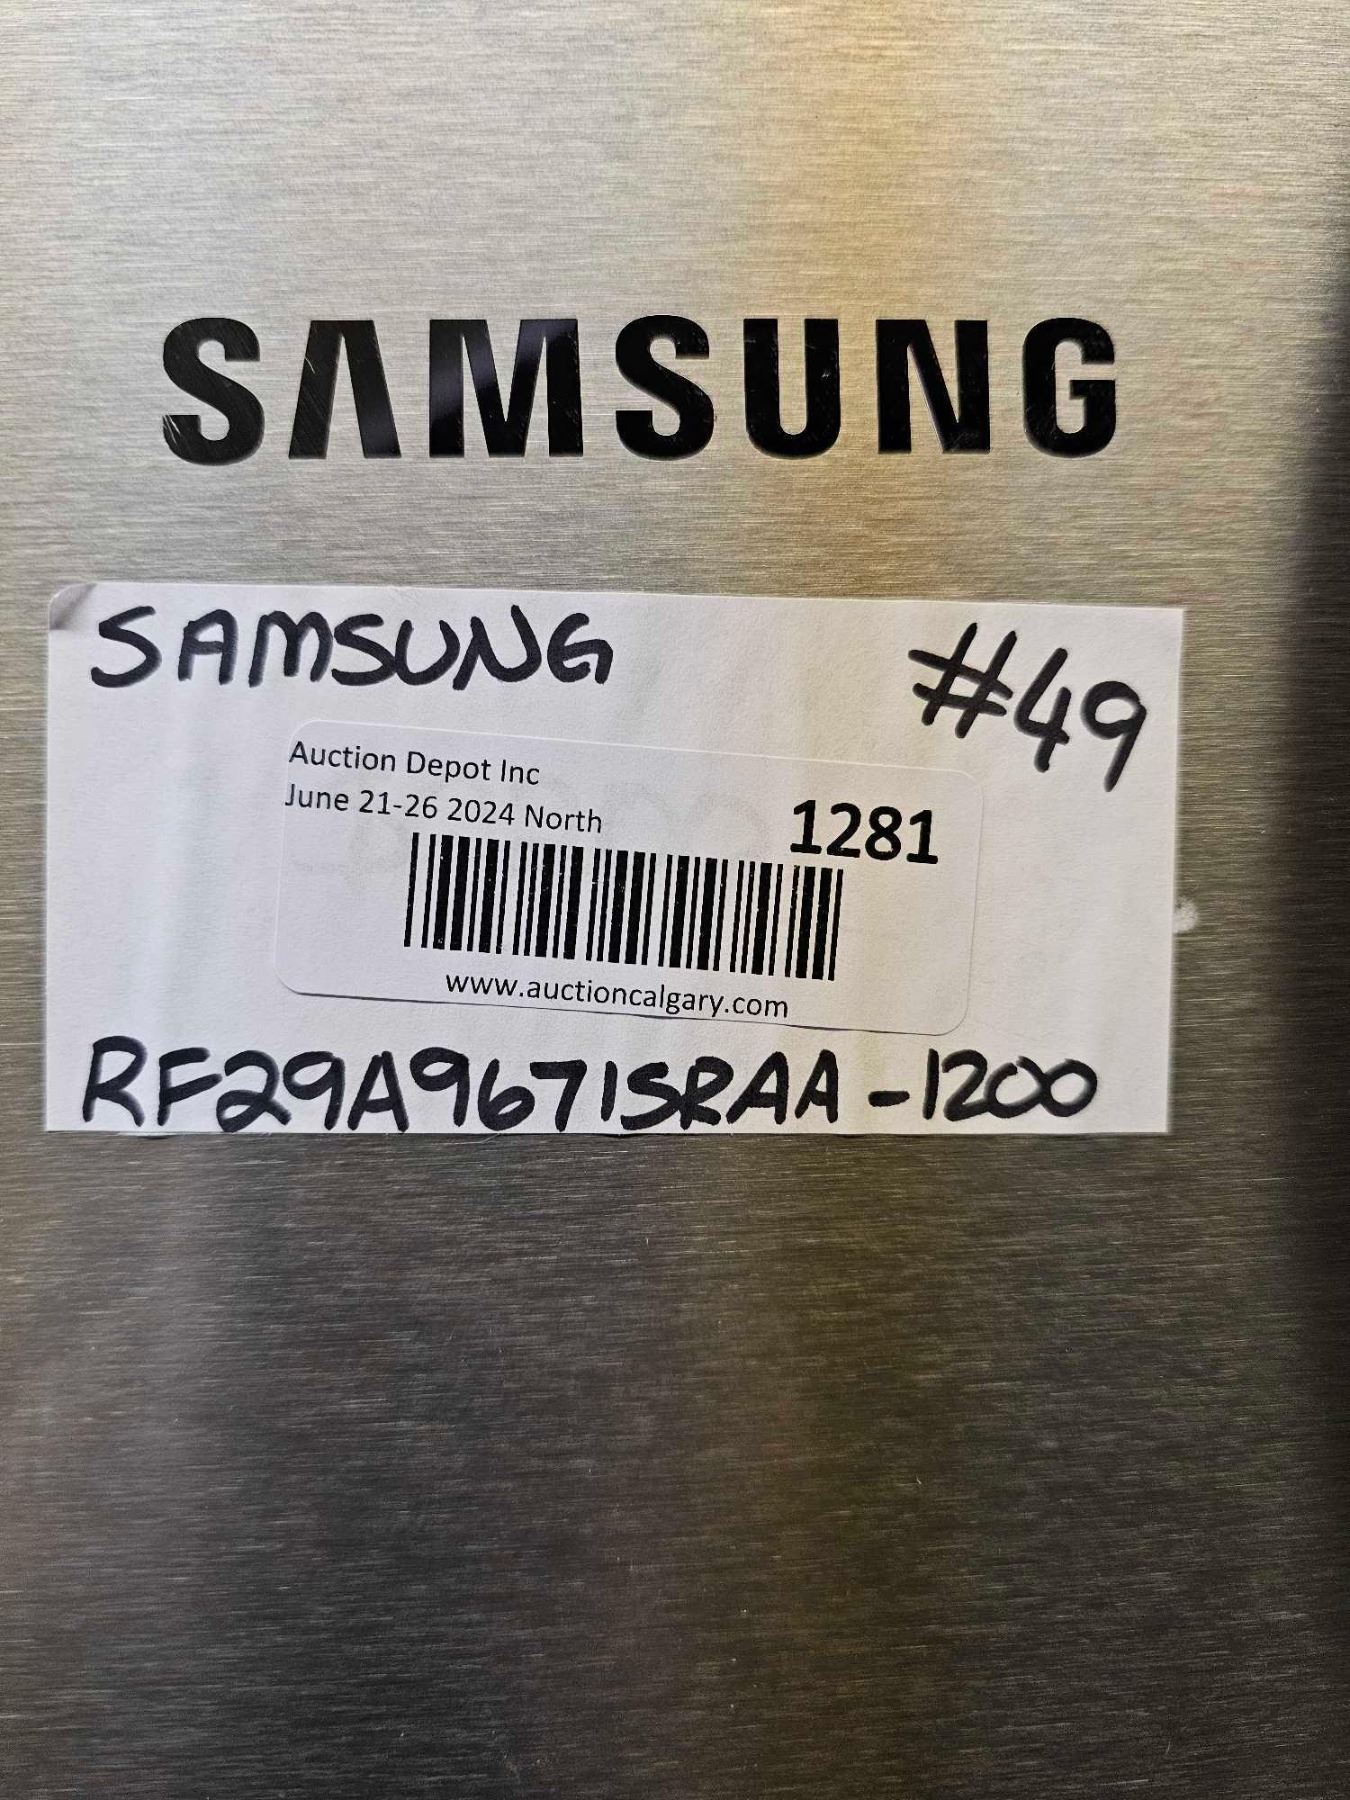 SAMSUNG
SAMSUNG #49
Auction Depot Inc
June 21-26 2024 North 1281
www.auctioncalgary.com
RF29A9671SRAA-1200